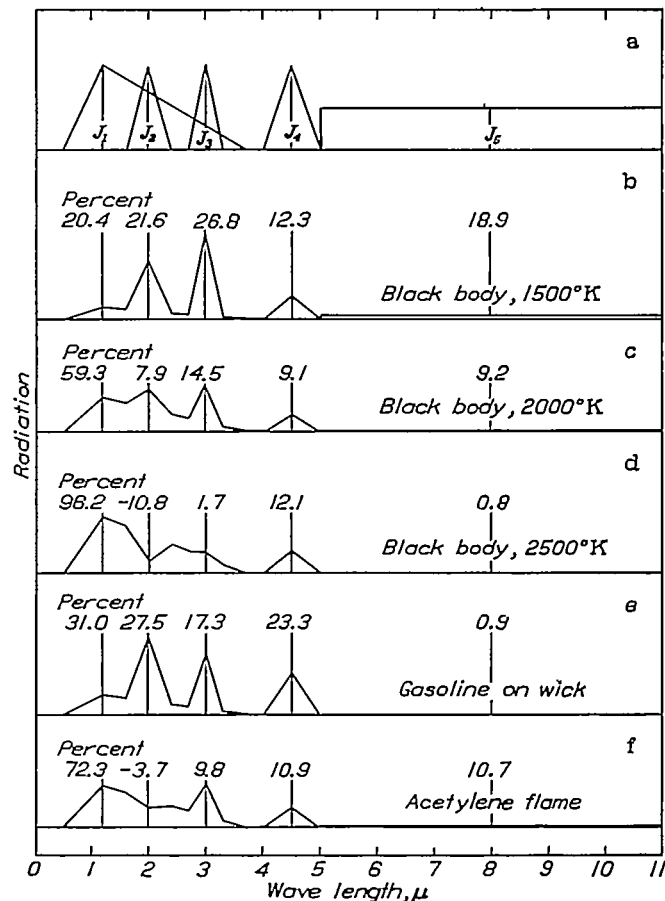 a
J₁ J₂ J₃ J₄ J₅
b
Percent
20.4 21.6 26.8 12.3 18.9
Black body, 1500°K
c
Percent
59.3 7.9 14.5 9.1 9.2
Black body, 2000°K
d
Percent
96.2 -10.8 1.7 12.1 0.8
Black body, 2500°K
e
Percent
31.0 27.5 17.3 23.3 0.9
Gasoline on wick
f
Percent
72.3 -3.7 9.8 10.9 10.7
Acetylene flame
Radiation
0 1 2 3 4 5 6 7 8 9 10 11
Wave length, μ